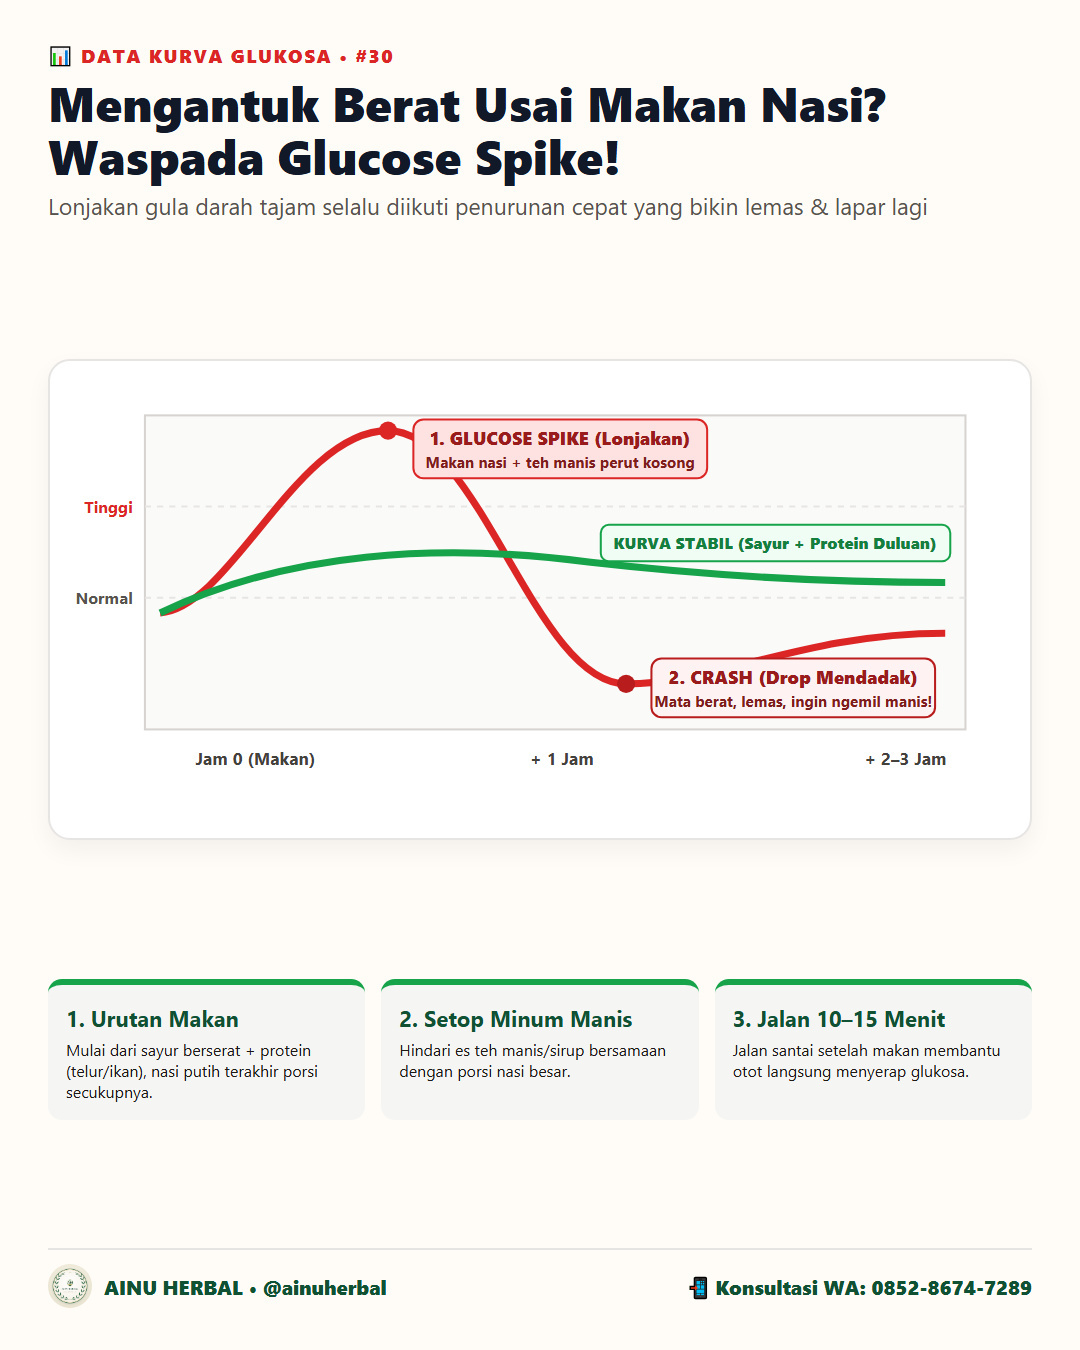 📊 DATA KURVA GLUKOSA • #30
Mengantuk Berat Usai Makan Nasi?
Waspada Glucose Spike!
Lonjakan gula darah tajam selalu diikuti penurunan cepat yang bikin lemas & lapar lagi
1. GLUCOSE SPIKE (Lonjakan)
Makan nasi + teh manis perut kosong
Tinggi
KURVA STABIL (Sayur + Protein Duluan)
Normal
2. CRASH (Drop Mendadak)
Mata berat, lemas, ingin ngemil manis!
Jam 0 (Makan)
+ 1 Jam
+ 2–3 Jam
1. Urutan Makan
Mulai dari sayur berserat + protein
(telur/ikan), nasi putih terakhir porsi
secukupnya.
2. Setop Minum Manis
Hindari es teh manis/sirup bersamaan
dengan porsi nasi besar.
3. Jalan 10–15 Menit
Jalan santai setelah makan membantu
otot langsung menyerap glukosa.
AINU HERBAL • @ainuherbal
📲 Konsultasi WA: 0852-8674-7289